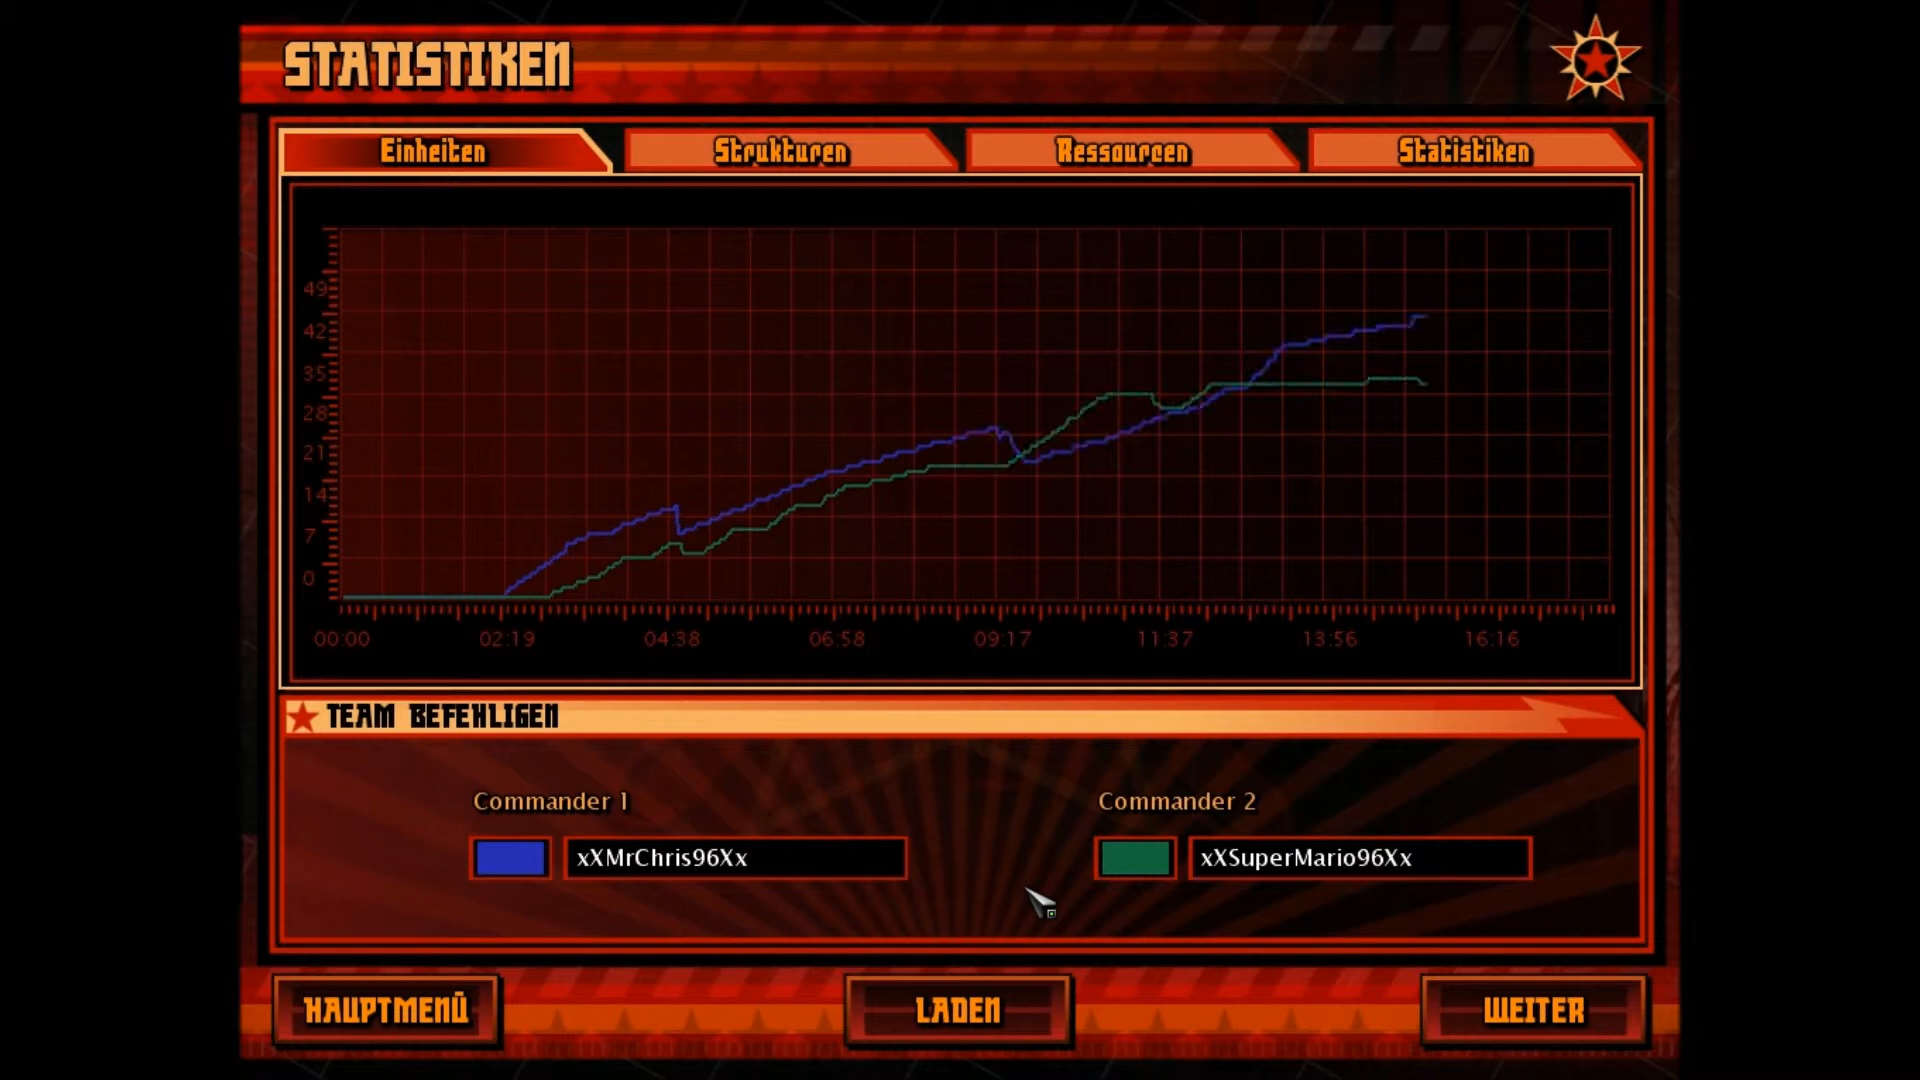 STATISTIKEN
Einheiten Strukturen Ressourcen Statistiken
49
42
35
28
21
14
7
0
00:00 02:19 04:38 06:58 09:17 11:37 13:56 16:16
TEAM BEFEHLIGEN
Commander 1 Commander 2
xXMrChris96Xx xXSuperMario96Xx
HAUPTMENÜ LADEN WEITER